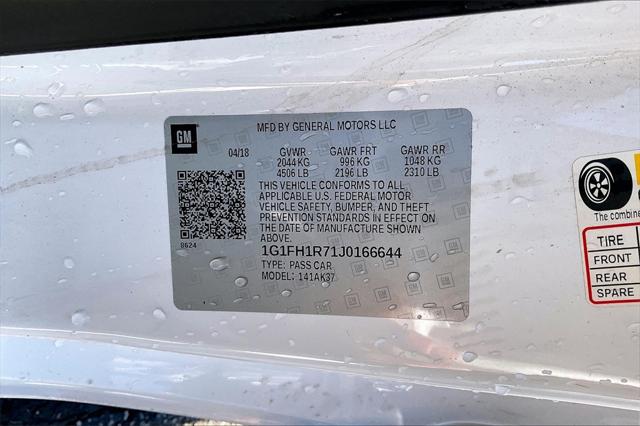 GM
MFD BY GENERAL MOTORS LLC
04/18 GVWR GAWR FRT GAWR RR
2044 KG 996 KG 1048 KG
4506 LB 2196 LB 2310 LB
THIS VEHICLE CONFORMS TO ALL
APPLICABLE U.S. FEDERAL MOTOR
VEHICLE SAFETY, BUMPER, AND THEFT
PREVENTION STANDARDS IN EFFECT ON
THE DATE OF MANUFACTURE SHOWN
ABOVE.
8624
1G1FH1R71J0166644
TYPE: PASS CAR
MODEL: 141AK37
The combined
TIRE
FRONT
REAR
SPARE